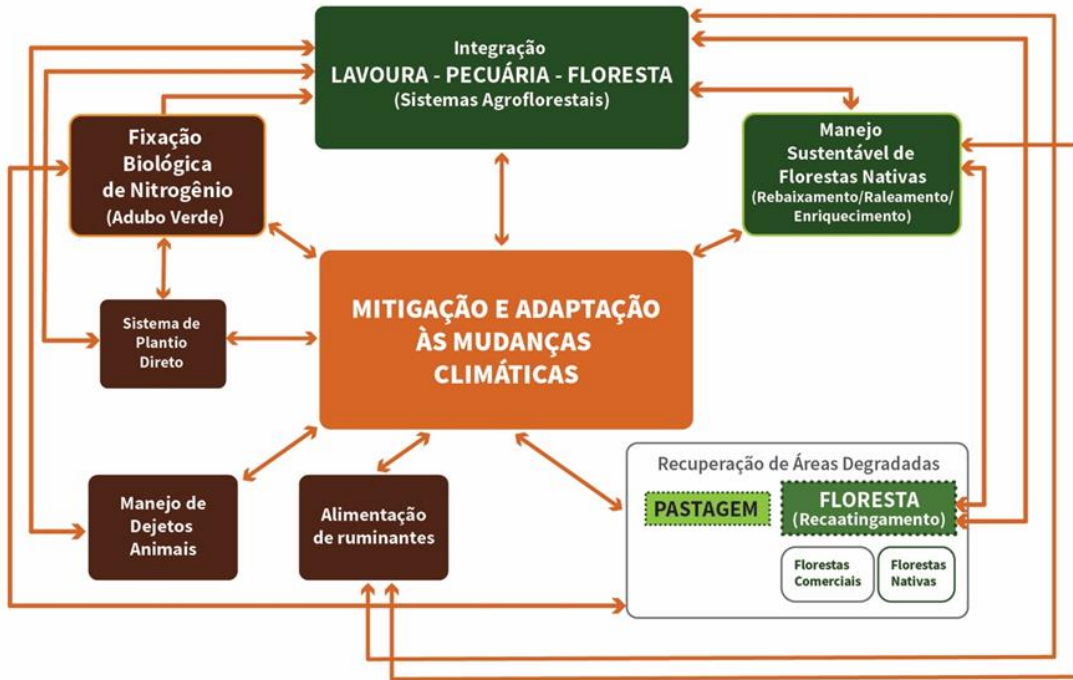 Integração
LAVOURA - PECUÁRIA - FLORESTA
(Sistemas Agroflorestais)
Fixação
Biológica
de Nitrogênio
(Adubo Verde)
Manejo
Sustentável de
Florestas Nativas
(Rebaixamento/Raleamento/
Enriquecimento)
MITIGAÇÃO E ADAPTAÇÃO
ÀS MUDANÇAS
CLIMÁTICAS
Sistema de
Plantio
Direto
Manejo de
Dejetos
Animais
Alimentação
de ruminantes
Recuperação de Áreas Degradadas
PASTAGEM
FLORESTA
(Recaatingamento)
Florestas
Comerciais
Florestas
Nativas